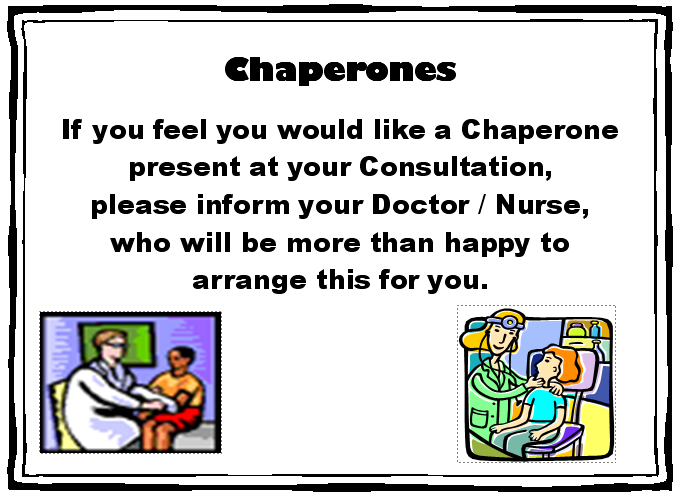 Chaperones
If you feel you would like a Chaperone
present at your Consultation,
please inform your Doctor / Nurse,
who will be more than happy to
arrange this for you.